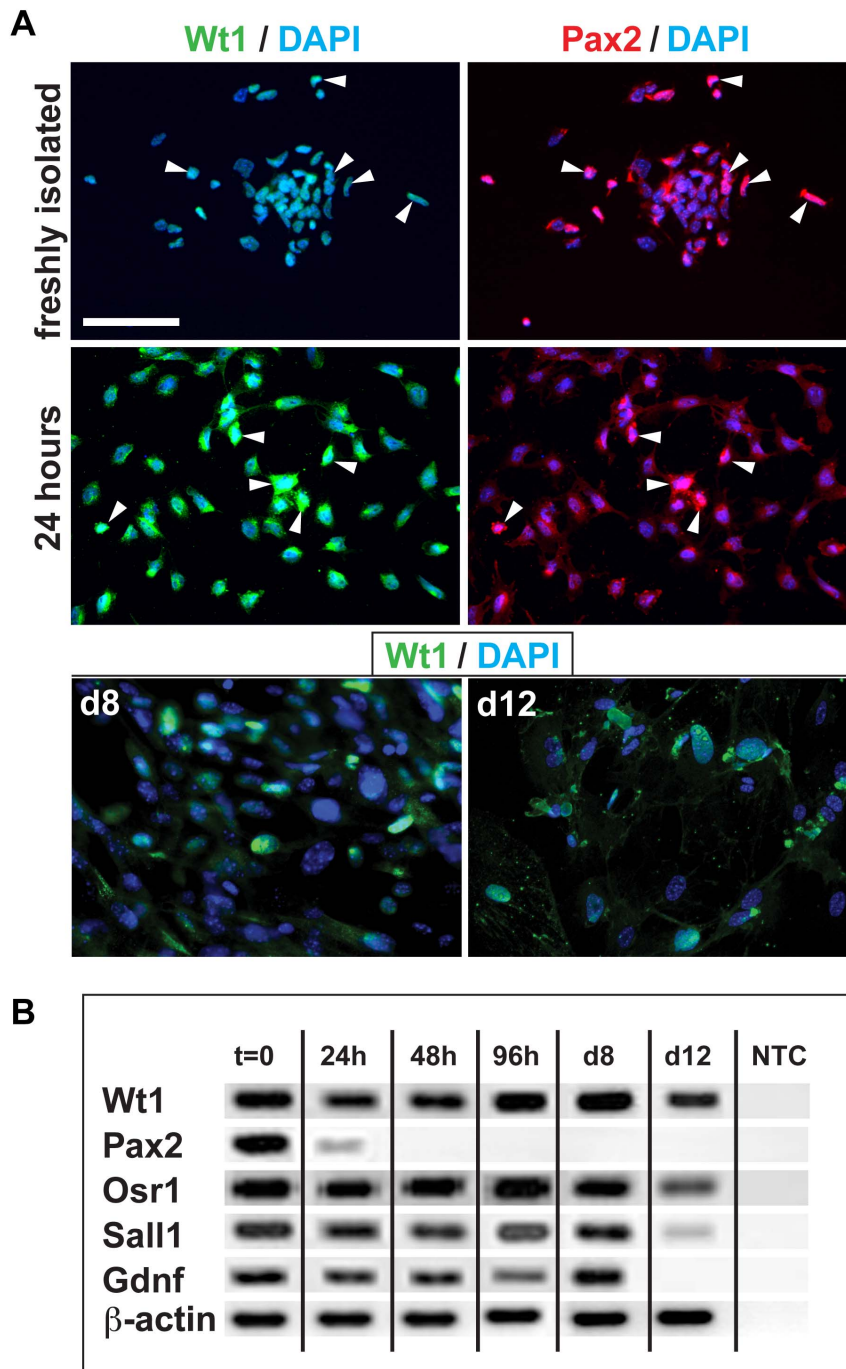 A
Wt1 / DAPI
Pax2 / DAPI
freshly isolated
24 hours
Wt1 / DAPI
d8
d12
B
t=0 24h 48h 96h d8 d12 NTC
Wt1
Pax2
Osr1
Sall1
Gdnf
β-actin